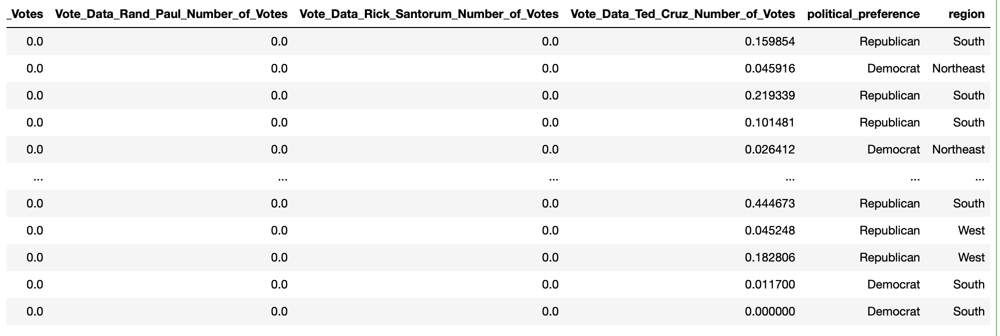 _Votes Vote_Data_Rand_Paul_Number_of_Votes Vote_Data_Rick_Santorum_Number_of_Votes Vote_Data_Ted_Cruz_Number_of_Votes political_preference region
0.0 0.0 0.0 0.159854 Republican South
0.0 0.0 0.0 0.045916 Democrat Northeast
0.0 0.0 0.0 0.219339 Republican South
0.0 0.0 0.0 0.101481 Republican South
0.0 0.0 0.0 0.026412 Democrat Northeast
... ... ... ... ... ...
0.0 0.0 0.0 0.444673 Republican South
0.0 0.0 0.0 0.045248 Republican West
0.0 0.0 0.0 0.182806 Republican West
0.0 0.0 0.0 0.011700 Democrat South
0.0 0.0 0.0 0.000000 Democrat South